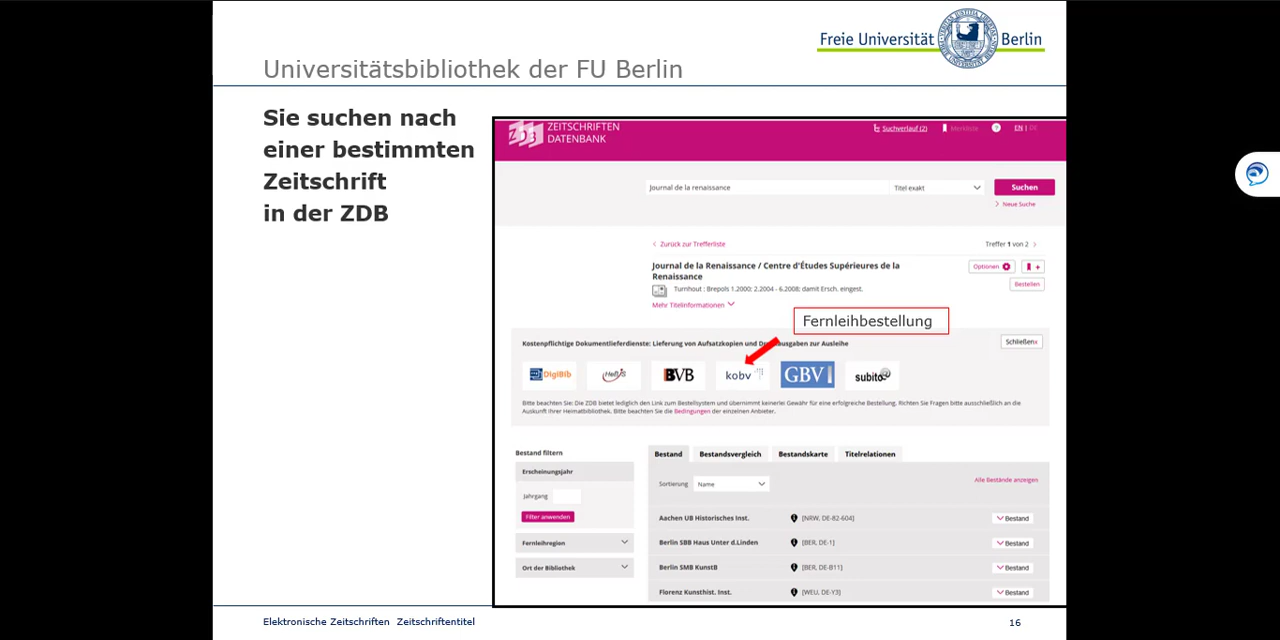 Freie Universität Berlin
Universitätsbibliothek der FU Berlin
Sie suchen nach
einer bestimmten
Zeitschrift
in der ZDB
ZEITSCHRIFTEN
DATENBANK
Suchverlauf (2) Merkliste ? EN | DE
Journal de la renaissance Titel exakt Suchen
Neue Suche
Zurück zur Trefferliste Treffer 1 von 2
Journal de la Renaissance / Centre d'Études Supérieures de la
Renaissance
Optionen
Turnhout : Brepols 1.2000; 2.2004 - 6.2008; damit Ersch. eingest.
Bestellen
Mehr Titelinformationen
Fernleihbestellung
Kostenpflichtige Dokumentlieferdienste: Lieferung von Aufsatzkopien und ausgaben zur Ausleihe
Schließen
DigiBib HeBIS BVB kobv GBV subito
Bitte beachten Sie: Die ZDB bietet lediglich den Link zum Bestellsystem und übernimmt keinerlei Gewähr für eine erfolgreiche Bestellung. Richten Sie Fragen bitte ausschließlich an die
Auskunft Ihrer Heimatbibliothek. Bitte beachten Sie die Bedingungen der einzelnen Anbieter.
Bestand filtern
Erscheinungsjahr
Jahrgang
Filter anwenden
Fernleihregion
Ort der Bibliothek
Bestand Bestandsvergleich Bestandskarte Titelrelationen
Sortierung Name Alle Bestände anzeigen
Aachen UB Historisches Inst. [NRW, DE-82-604] Bestand
Berlin SBB Haus Unter d.Linden [BER, DE-1] Bestand
Berlin SMB KunstB [BER, DE-B11] Bestand
Florenz Kunsthist. Inst. [WEU, DE-Y3] Bestand
Elektronische Zeitschriften Zeitschriftentitel 16